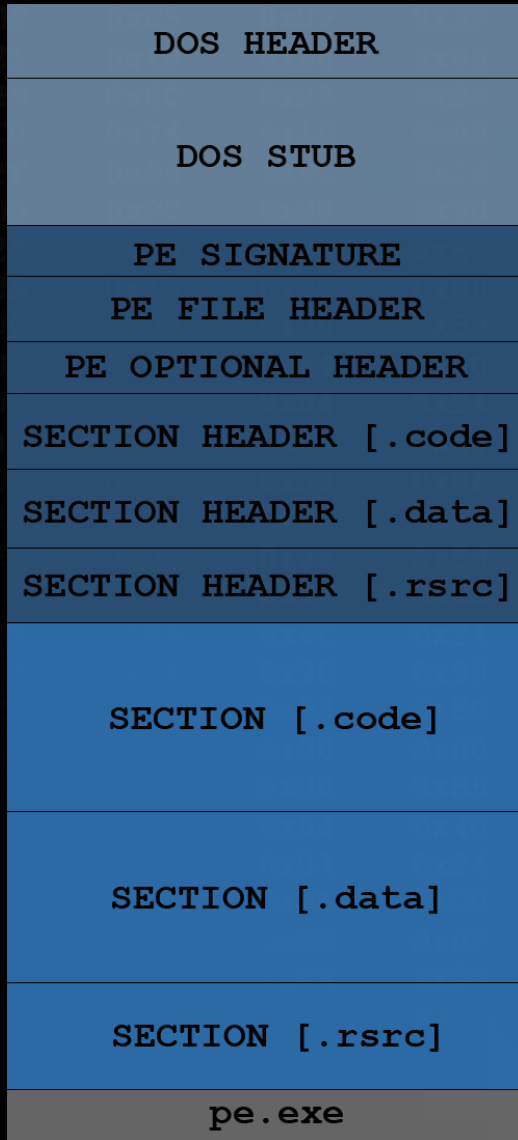 DOS HEADER
DOS STUB
PE SIGNATURE
PE FILE HEADER
PE OPTIONAL HEADER
SECTION HEADER [.code]
SECTION HEADER [.data]
SECTION HEADER [.rsrc]
SECTION [.code]
SECTION [.data]
SECTION [.rsrc]
pe.exe